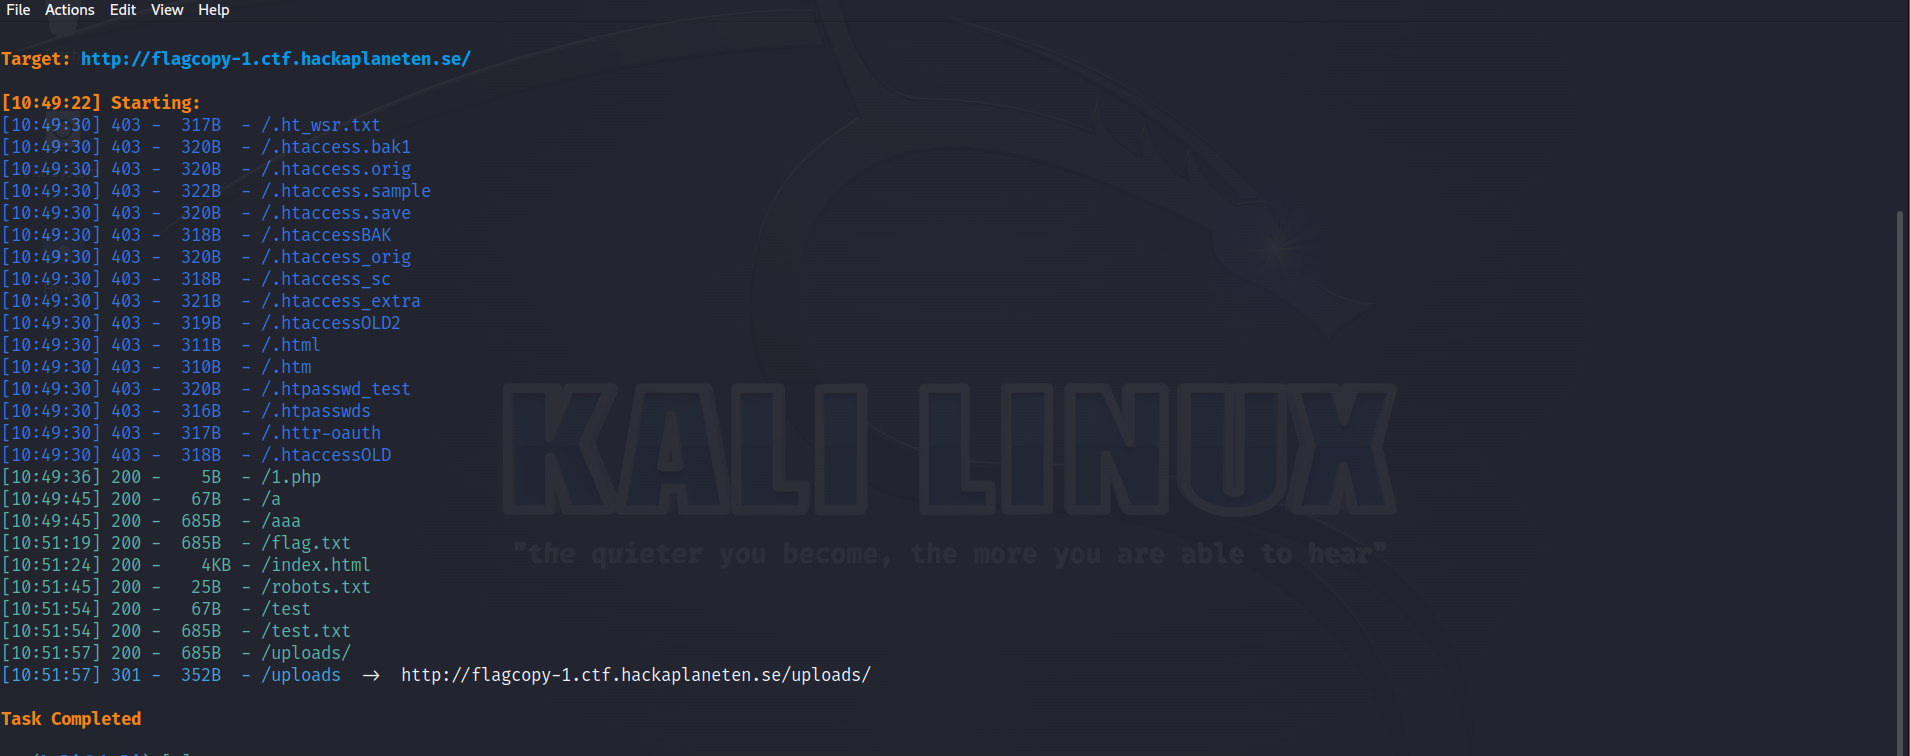 File Actions Edit View Help
Target: http://flagcopy-1.ctf.hackaplaneten.se/
[10:49:22] Starting:
[10:49:30] 403 - 317B - /.ht_wsr.txt
[10:49:30] 403 - 320B - /.htaccess.bak1
[10:49:30] 403 - 320B - /.htaccess.orig
[10:49:30] 403 - 322B - /.htaccess.sample
[10:49:30] 403 - 320B - /.htaccess.save
[10:49:30] 403 - 318B - /.htaccessBAK
[10:49:30] 403 - 320B - /.htaccess_orig
[10:49:30] 403 - 318B - /.htaccess_sc
[10:49:30] 403 - 321B - /.htaccess_extra
[10:49:30] 403 - 319B - /.htaccessOLD2
[10:49:30] 403 - 311B - /.html
[10:49:30] 403 - 310B - /.htm
[10:49:30] 403 - 320B - /.htpasswd_test
[10:49:30] 403 - 316B - /.htpasswds
[10:49:30] 403 - 317B - /.httr-oauth
[10:49:30] 403 - 318B - /.htaccessOLD
[10:49:36] 200 - 5B - /1.php
[10:49:45] 200 - 67B - /a
[10:49:45] 200 - 685B - /aaa
[10:51:19] 200 - 685B - /flag.txt
[10:51:24] 200 - 4KB - /index.html
[10:51:45] 200 - 25B - /robots.txt
[10:51:54] 200 - 67B - /test
[10:51:54] 200 - 685B - /test.txt
[10:51:57] 200 - 685B - /uploads/
[10:51:57] 301 - 352B - /uploads → http://flagcopy-1.ctf.hackaplaneten.se/uploads/
Task Completed
KALI LINUX
"the quieter you become, the more you are able to hear"